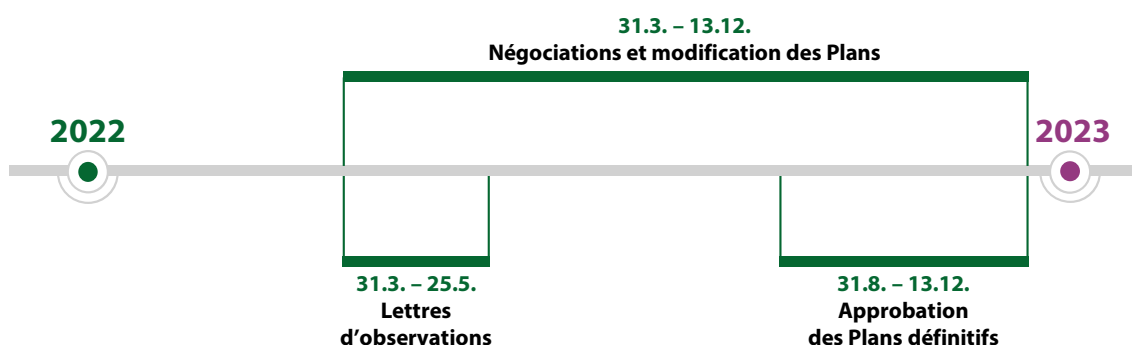 31.3. – 13.12.
Négociations et modification des Plans
2022
2023
31.3. – 25.5.
Lettres
d’observations
31.8. – 13.12.
Approbation
des Plans définitifs